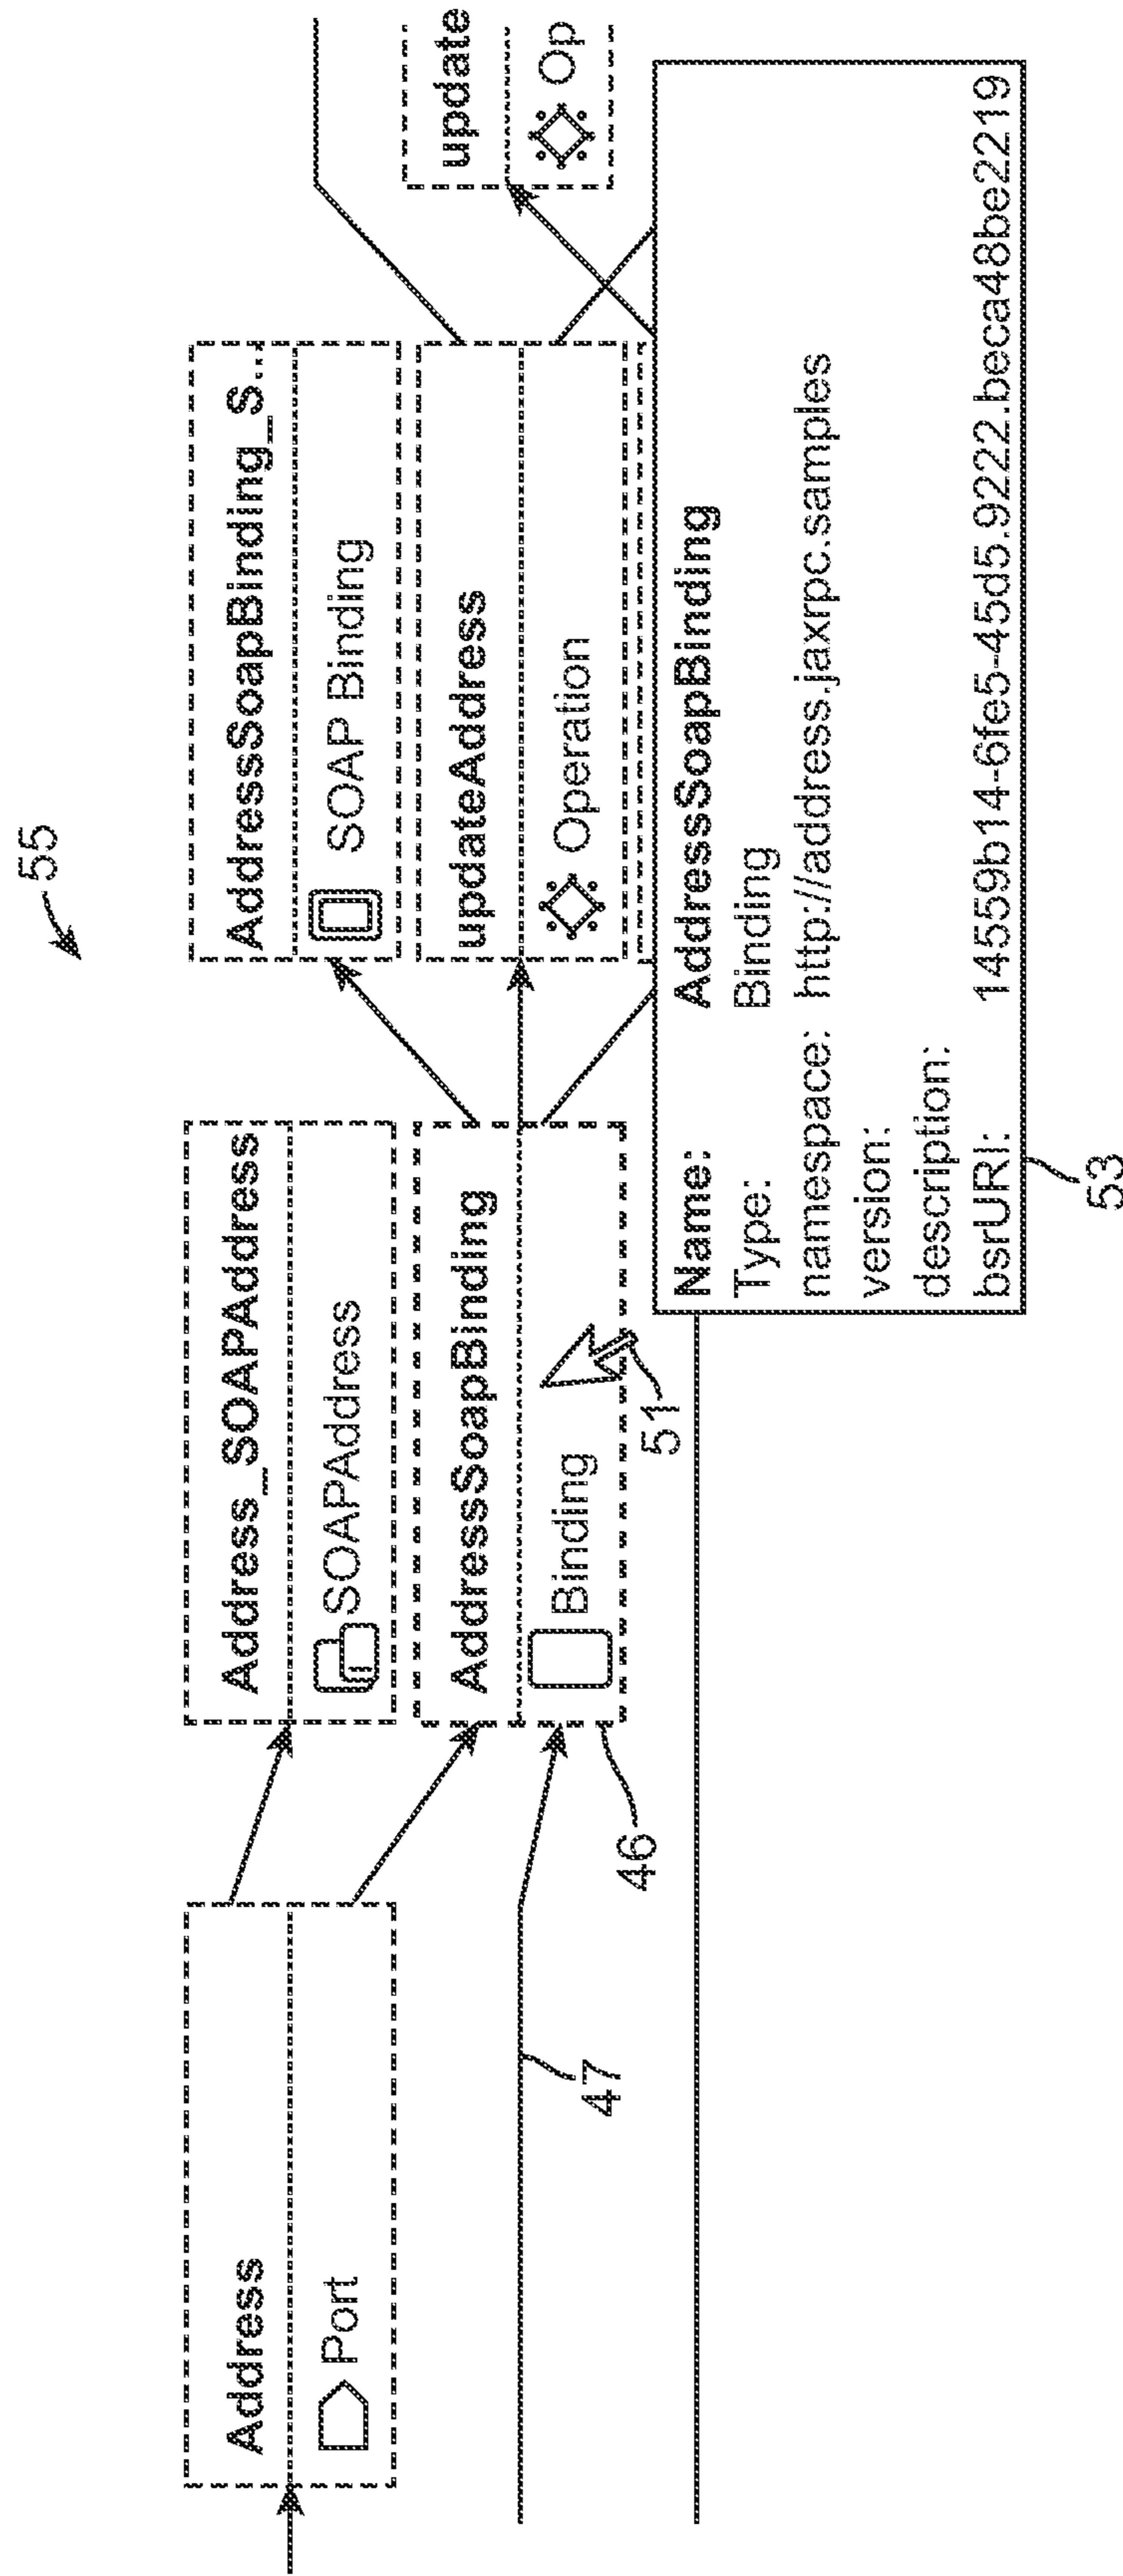 55
Address
Port
Address_SOAPAddress
SOAPAddress
AddressSoapBinding_S...
SOAP Binding
AddressSoapBinding
Binding
updateAddress
Operation
update
Op
47
46
51
Name: AddressSoapBinding
Type: Binding
namespace: http://address.jaxrpc.samples
version:
description:
bsrURI: 14559b14-6fe5-45d5.9222.beca48be2219
53